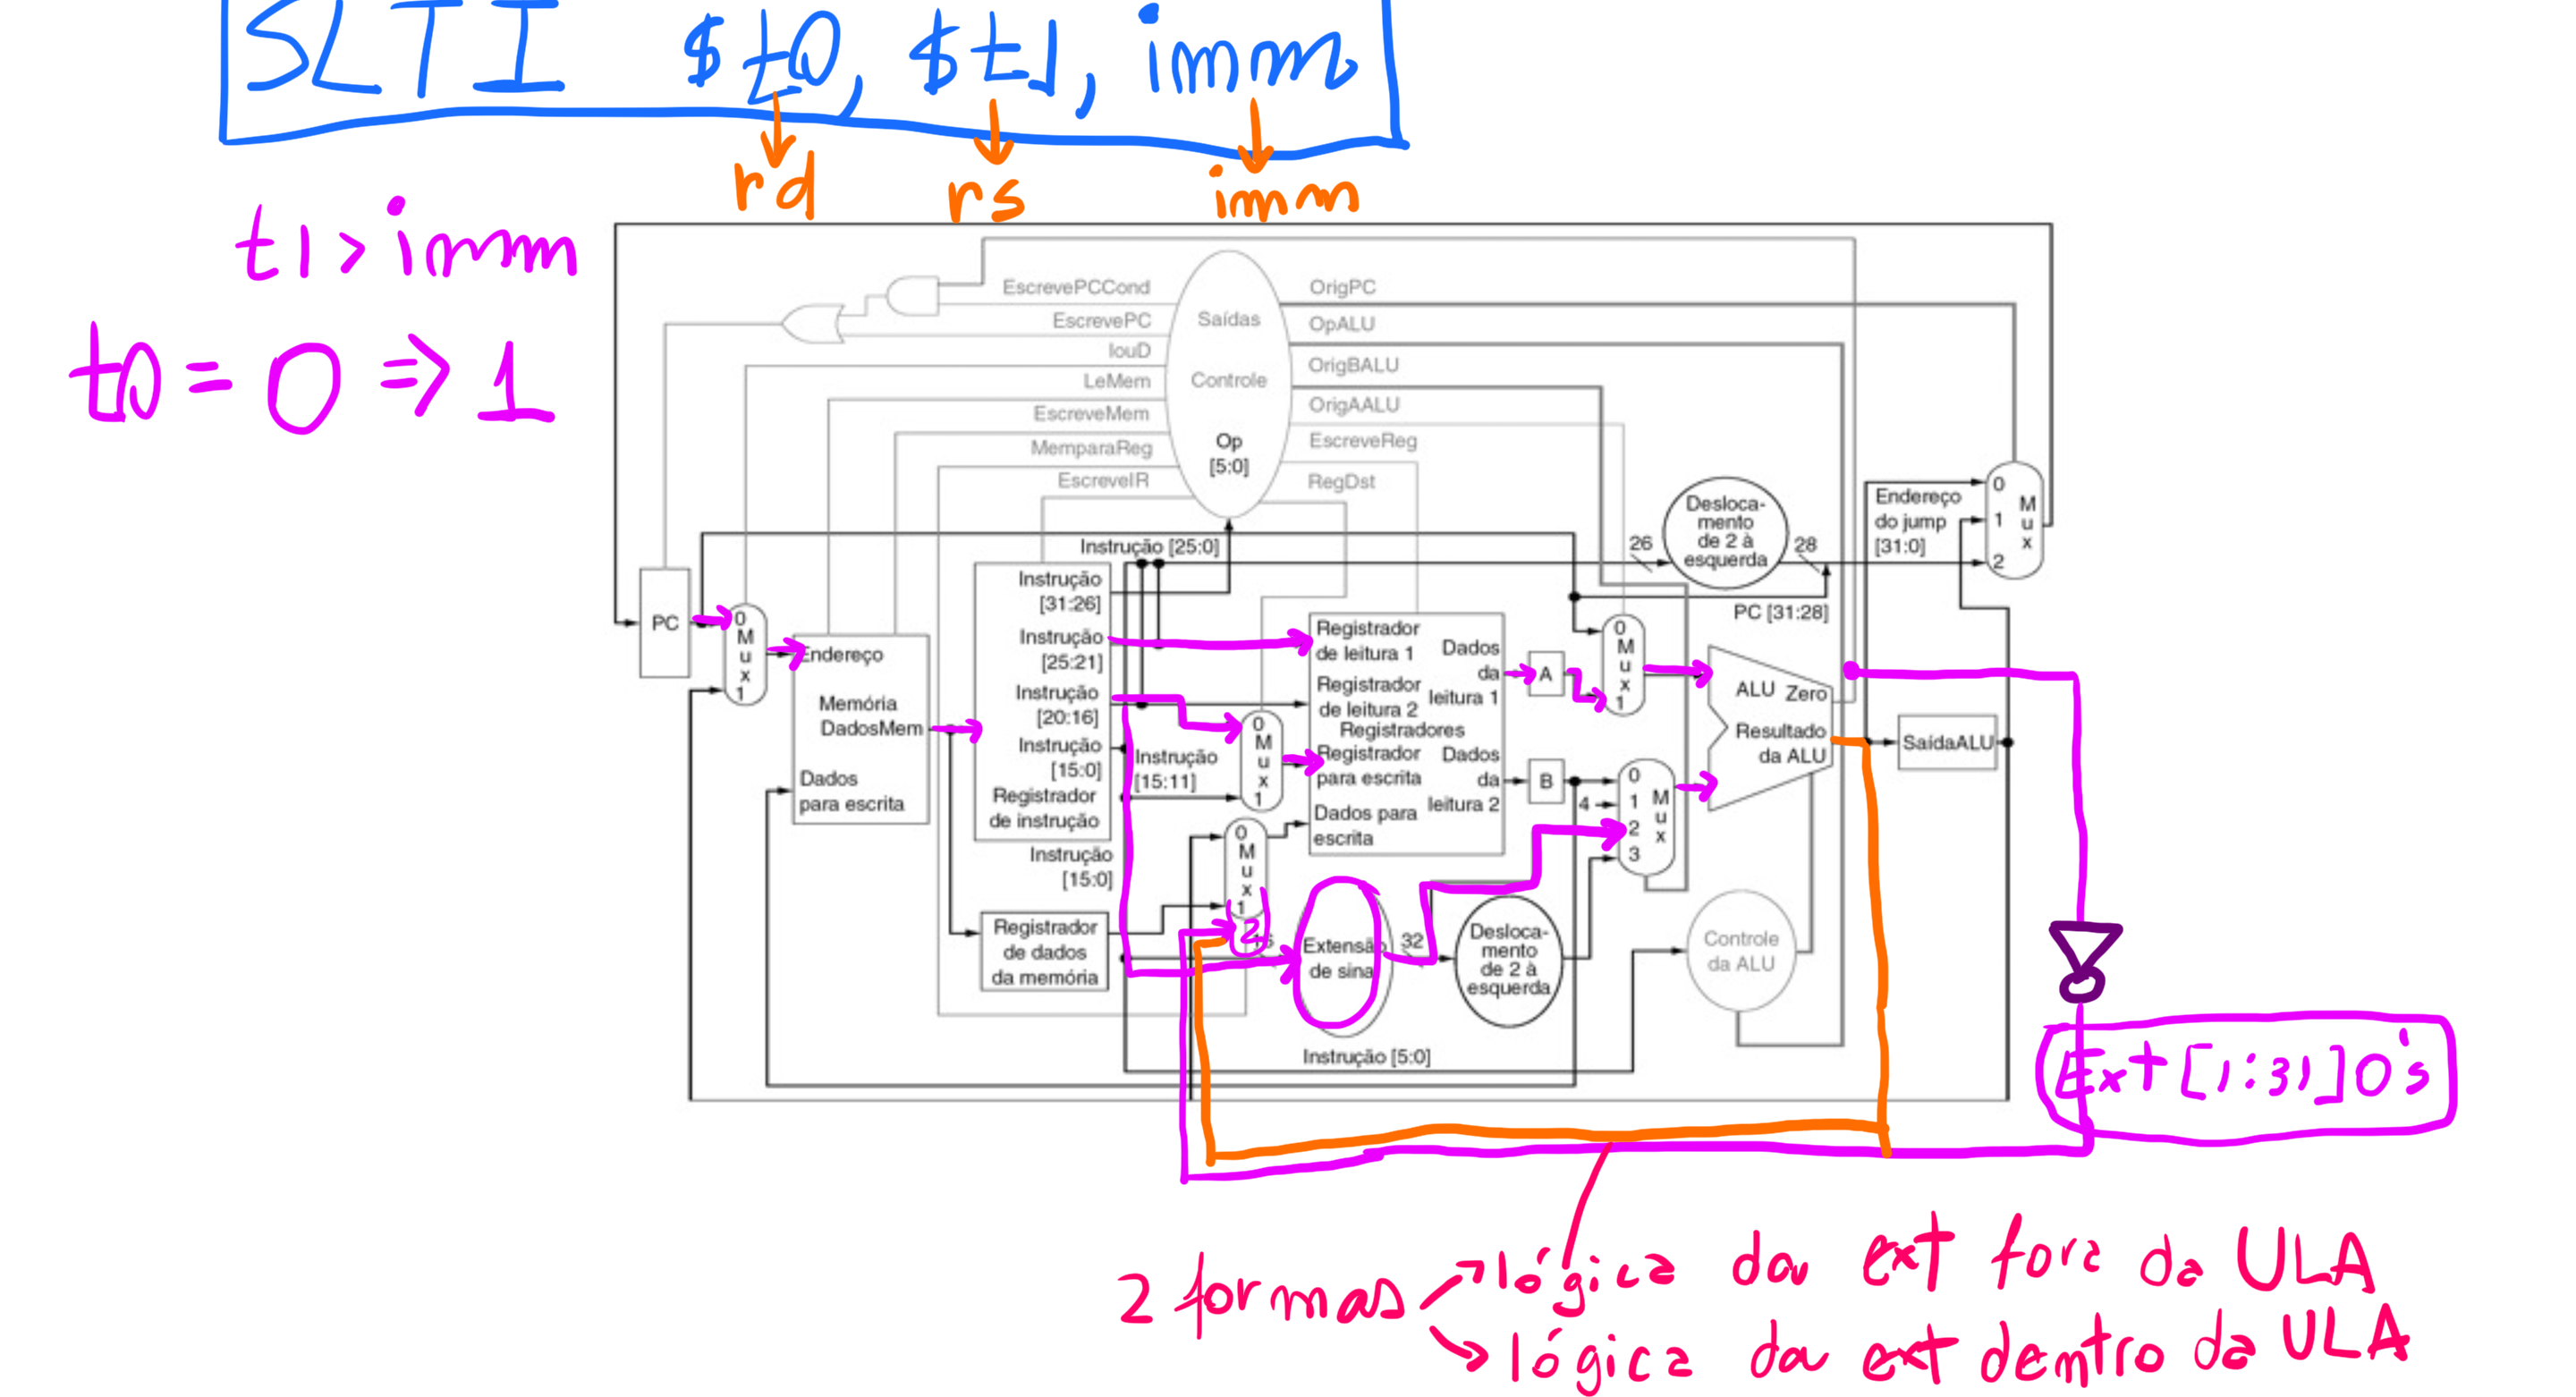 SLTI $t0, $t1, imm
rd rs imm
t1 > imm
t0 = 0 ⇒ 1
EscrevePCCond
EscrevePC
IouD
LeMem
EscreveMem
MemparaReg
EscreveIR
Saídas
Controle
Op
[5:0]
OrigPC
OpALU
OrigBALU
OrigAALU
EscreveReg
RegDst
Instrução [25:0]
26
Desloca-
mento
de 2 à
esquerda
28
Endereço
do jump
[31:0]
0
1
2
M
u
x
PC [31:28]
PC
0
M
u
x
1
Endereço
Memória
DadosMem
Dados
para escrita
Instrução
[31:26]
Instrução
[25:21]
Instrução
[20:16]
Instrução
[15:0]
Registrador
de instrução
Instrução
[15:0]
Registrador
de dados
da memória
Instrução
[15:11]
0
M
u
x
1
0
M
u
x
1
2
16
Registrador
de leitura 1
Registrador
de leitura 2
Registradores
Registrador
para escrita
Dados para
escrita
Dados
da
leitura 1
Dados
da
leitura 2
A
B
4
0
M
u
x
1
0
1
2
3
M
u
x
ALU Zero
Resultado
da ALU
SaídaALU
Extensão
de sina
32
Desloca-
mento
de 2 à
esquerda
Controle
da ALU
Instrução [5:0]
Ext [1:31] 0's
2 formas
lógica da ext fora da ULA
lógica da ext dentro da ULA